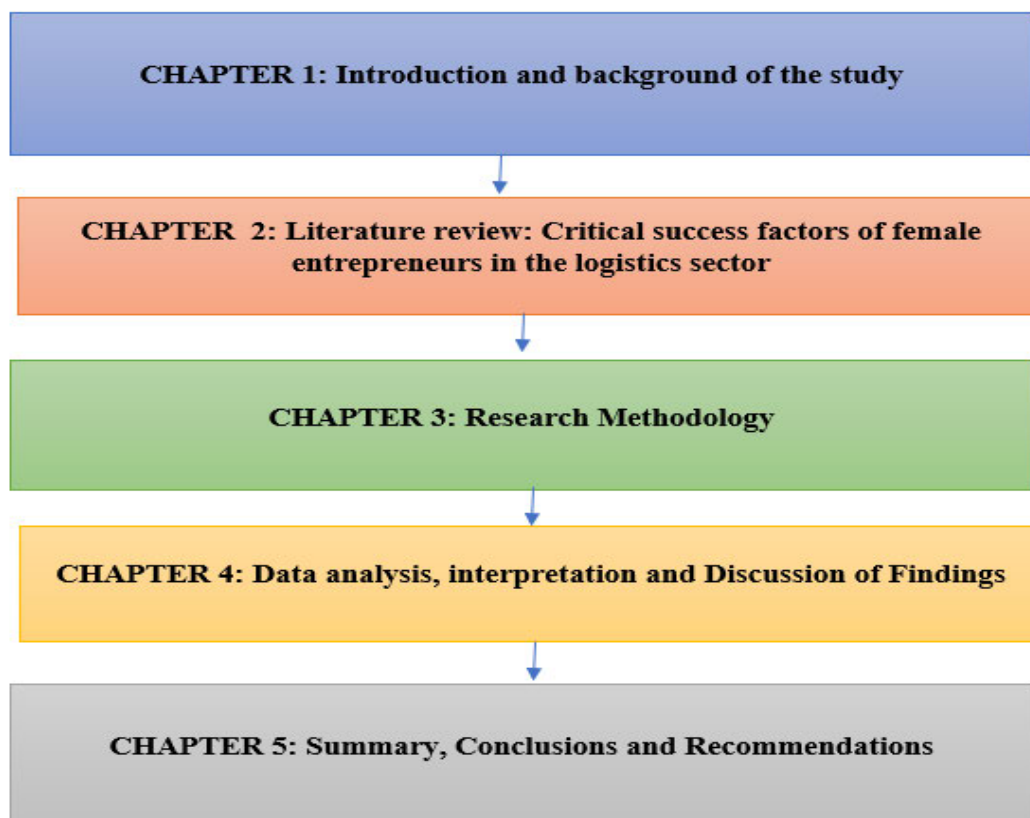 CHAPTER 1: Introduction and background of the study
CHAPTER 2: Literature review: Critical success factors of female
entrepreneurs in the logistics sector
CHAPTER 3: Research Methodology
CHAPTER 4: Data analysis, interpretation and Discussion of Findings
CHAPTER 5: Summary, Conclusions and Recommendations